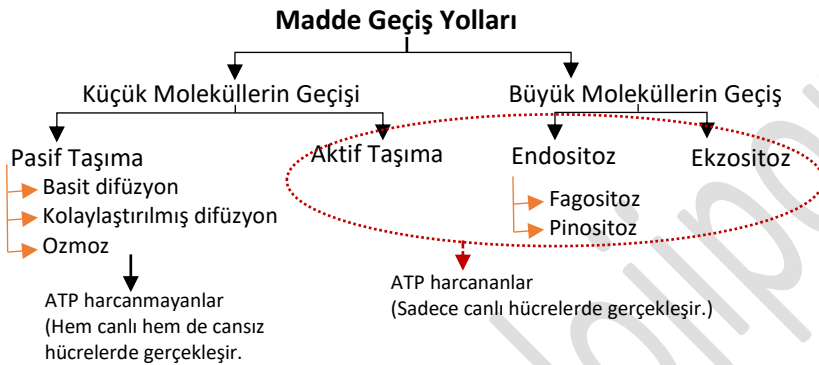 Madde Geçiş Yolları
Küçük Moleküllerin Geçişi
Büyük Moleküllerin Geçiş
Pasif Taşıma
Basit difüzyon
Kolaylaştırılmış difüzyon
Ozmoz
Aktif Taşıma
Endositoz
Fagositoz
Pinositoz
Ekzositoz
ATP harcanmayanlar
(Hem canlı hem de cansız
hücrelerde gerçekleşir.
ATP harcananlar
(Sadece canlı hücrelerde gerçekleşir.)